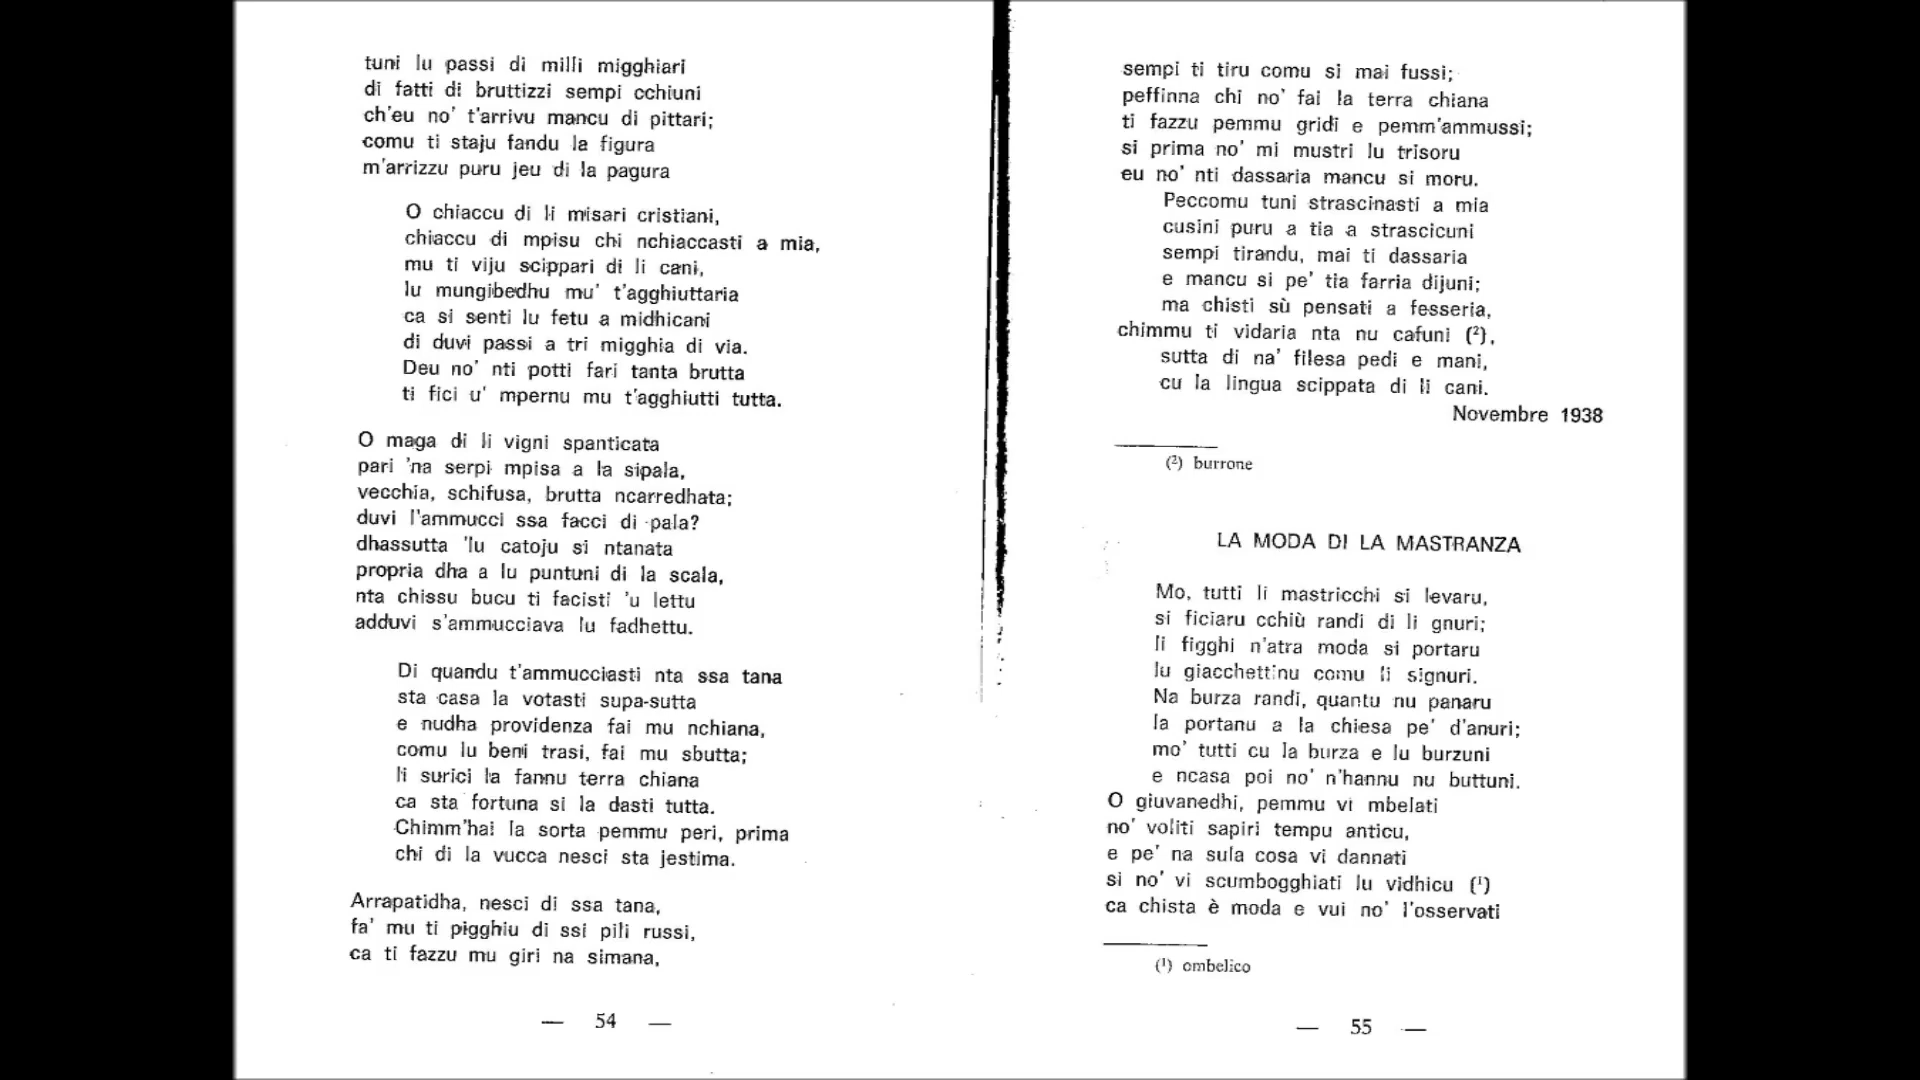 tuni lu passi di milli migghiari
di fatti di bruttizzi sempi cchiuni
ch'eu no' t'arrivu mancu di pittari;
comu ti staju fandu la figura
m'arrizzu puru jeu di la pagura
O chiaccu di li misari cristiani,
chiaccu di mpisu chi nchiaccasti a mia,
mu ti viju scippari di li cani,
lu mungibedhu mu' t'agghiuttaria
ca si senti lu fetu a midhicani
di duvi passi a tri migghia di via.
Deu no' nti potti fari tanta brutta
ti fici u' mpernu mu t'agghiutti tutta.
O maga di li vigni spanticata
pari 'na serpi mpisa a la sipala,
vecchia, schifusa, brutta ncarredhata;
duvi l'ammucci ssa facci di pala?
dhassutta 'lu catoju si ntanata
propria dha a lu puntuni di la scala,
nta chissu bucu ti facisti 'u lettu
adduvi s'ammucciava lu fadhettu.
Di quandu t'ammucciasti nta ssa tana
sta casa la votasti supa-sutta
e nudha providenza fai mu nchiana,
comu lu beni trasi, fai mu sbutta;
li surici la fannu terra chiana
ca sta fortuna si la dasti tutta.
Chimm'hai la sorta pemmu peri, prima
chi di la vucca nesci sta jestima.
Arrapatidha, nesci di ssa tana,
fa' mu ti pigghiu di ssi pili russi,
ca ti fazzu mu giri na simana,
— 54 —
sempi ti tiru comu si mai fussi;
peffinna chi no' fai la terra chiana
ti fazzu pemmu gridi e pemm'ammussi;
si prima no' mi mustri lu trisoru
eu no' nti dassaria mancu si moru.
Peccomu tuni strascinasti a mia
cusini puru a tia a strascicuni
sempi tirandu, mai ti dassaria
e mancu si pe' tia farria dijuni;
ma chisti sù pensati a fesseria,
chimmu ti vidaria nta nu cafuni (²),
sutta di na' filesa pedi e mani,
cu la lingua scippata di li cani.
Novembre 1938
(²) burrone
LA MODA DI LA MASTRANZA
Mo, tutti li mastricchi si levaru,
si ficiaru cchiù randi di li gnuri;
li figghi n'atra moda si portaru
lu giacchettinu comu li signuri.
Na burza randi, quantu nu panaru
la portanu a la chiesa pe' d'anuri;
mo' tutti cu la burza e lu burzuni
e ncasa poi no' n'hannu nu buttuni.
O giuvanedhi, pemmu vi mbelati
no' voliti sapiri tempu anticu,
e pe' na sula cosa vi dannati
si no' vi scumbogghiati lu vidhicu (¹)
ca chista è moda e vui no' l'osservati
(¹) ombelico
— 55 —